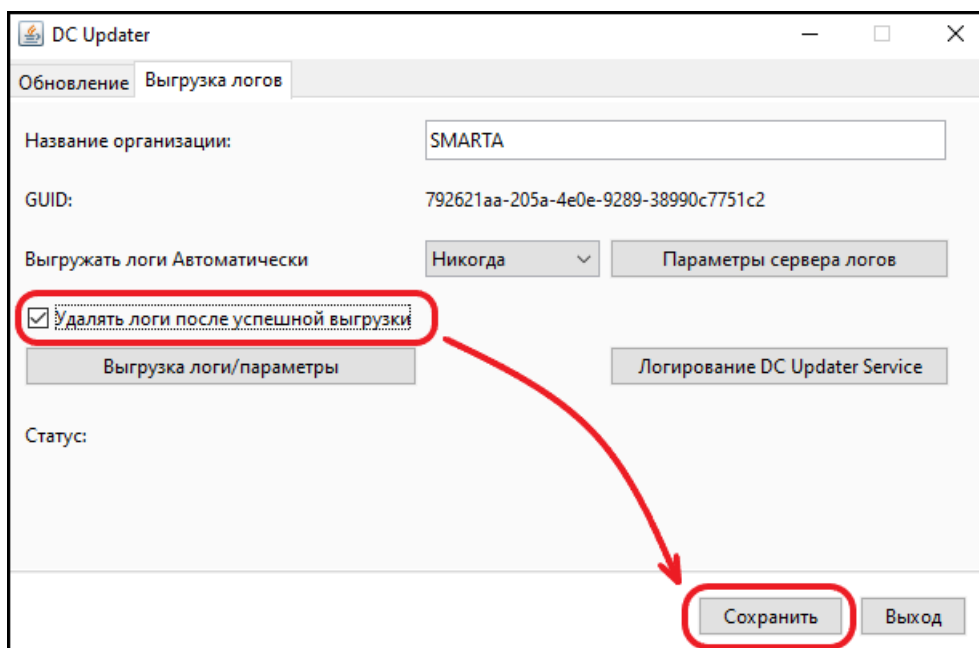 DC Updater
Обновление Выгрузка логов
Название организации: SMARTA
GUID: 792621aa-205a-4e0e-9289-38990c7751c2
Выгружать логи Автоматически Никогда Параметры сервера логов
Удалять логи после успешной выгрузки
Выгрузка логи/параметры Логирование DC Updater Service
Статус:
Сохранить Выход